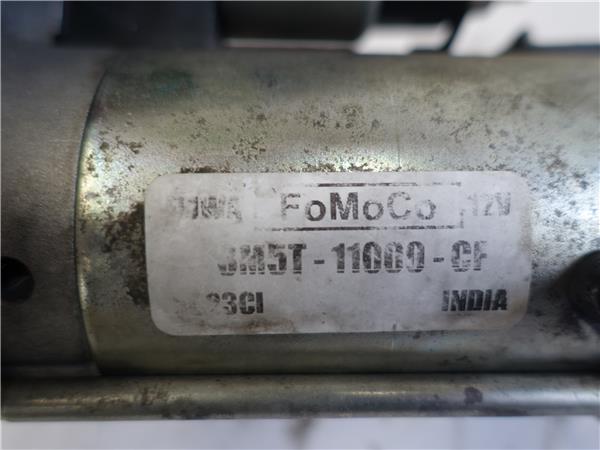 FoMoCo 12V
3M5T-11000-CF
INDIA